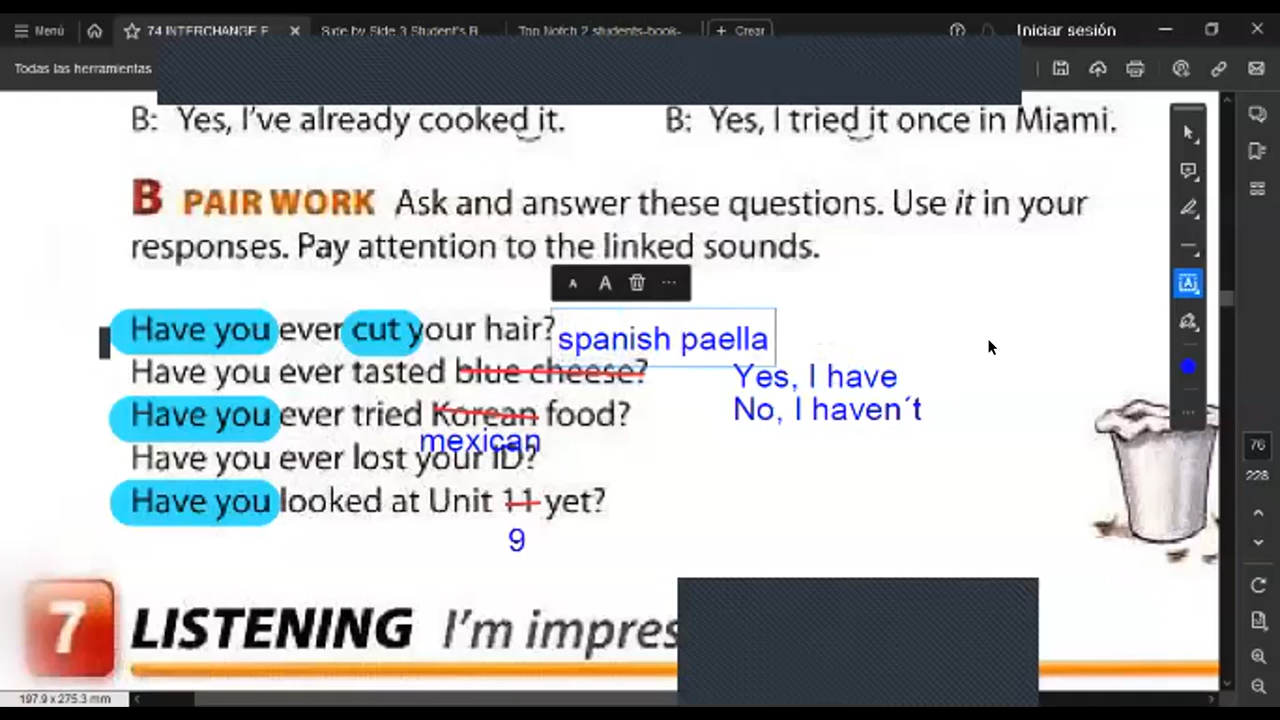 Menú
74 INTERCHANGE F
Side by Side 3 Student's B
Top Notch 2 students-book-
+ Crear
Iniciar sesión
Todas las herramientas
B: Yes, I've already cooked it.
B: Yes, I tried it once in Miami.
B PAIR WORK Ask and answer these questions. Use it in your
responses. Pay attention to the linked sounds.
A A ...
Have you ever cut your hair?
spanish paella
Have you ever tasted blue cheese?
Yes, I have
Have you ever tried Korean food?
No, I haven´t
mexican
Have you ever lost your ID?
Have you looked at Unit 11 yet?
9
76
228
7 LISTENING I'm impres
197.9 x 275.3 mm